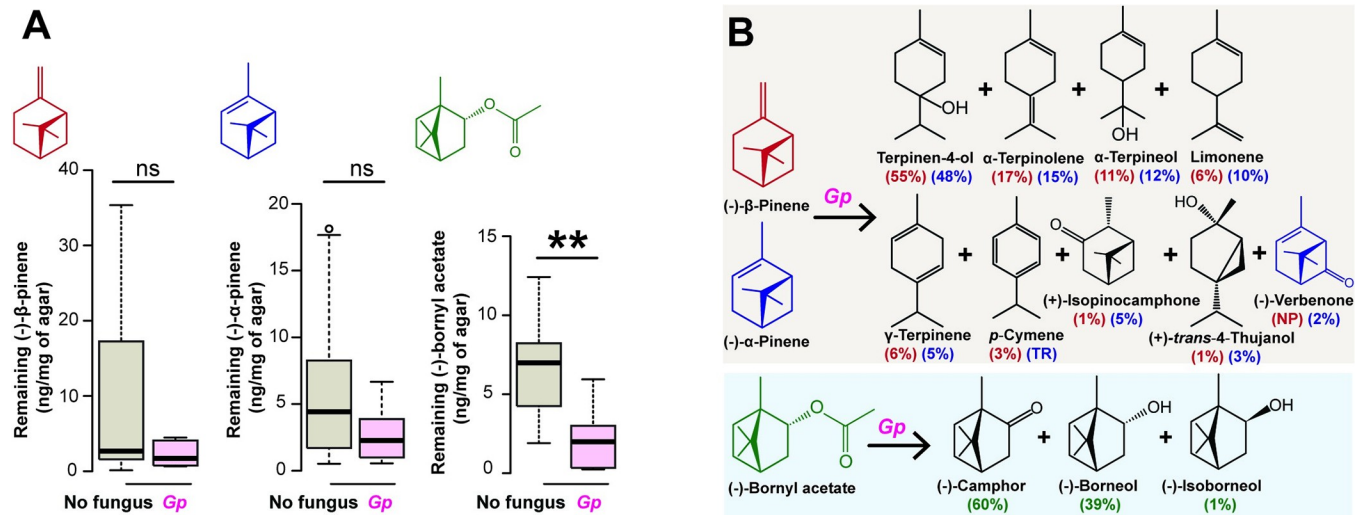 A
O
O
ns
ns
**
Remaining (-)-β-pinene
(ng/mg of agar)
40
30
20
10
0
No fungus Gp
Remaining (-)-α-pinene
(ng/mg of agar)
20
15
10
5
0
No fungus Gp
Remaining (-)-bornyl acetate
(ng/mg of agar)
15
10
5
0
No fungus Gp
B
(-)-β-Pinene
(-)-α-Pinene
Gp
OH
+
+
OH
+
Terpinen-4-ol α-Terpinolene α-Terpineol Limonene
(55%) (48%) (17%) (15%) (11%) (12%) (6%) (10%)
+
+
O
+
HO
+
O
γ-Terpinene
(6%) (5%)
p-Cymene
(3%) (TR)
(+)-Isopinocamphone
(1%) (5%)
(+)-trans-4-Thujanol
(1%) (3%)
(-)-Verbenone
(NP) (2%)
O
O
(-)-Bornyl acetate
Gp
O
+
OH
+
OH
(-)-Camphor (-)-Borneol (-)-Isoborneol
(60%) (39%) (1%)